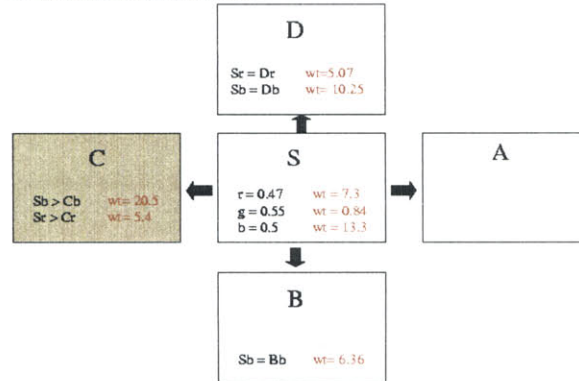 D
Sr = Dr wt=5.07
Sb = Db wt = 10.25
C
Sb > Cb wt= 20.5
Sr > Cr wt= 5.4
S
r = 0.47 wt = 7.3
g = 0.55 wt = 0.84
b = 0.5 wt = 13.3
A
B
Sb = Bb wt = 6.36